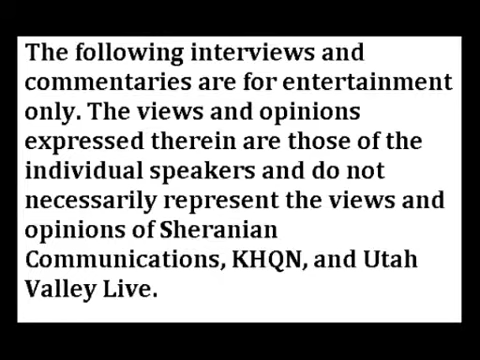 The following interviews and
commentaries are for entertainment
only. The views and opinions
expressed therein are those of the
individual speakers and do not
necessarily represent the views and
opinions of Sheranian
Communications, KHQN, and Utah
Valley Live.